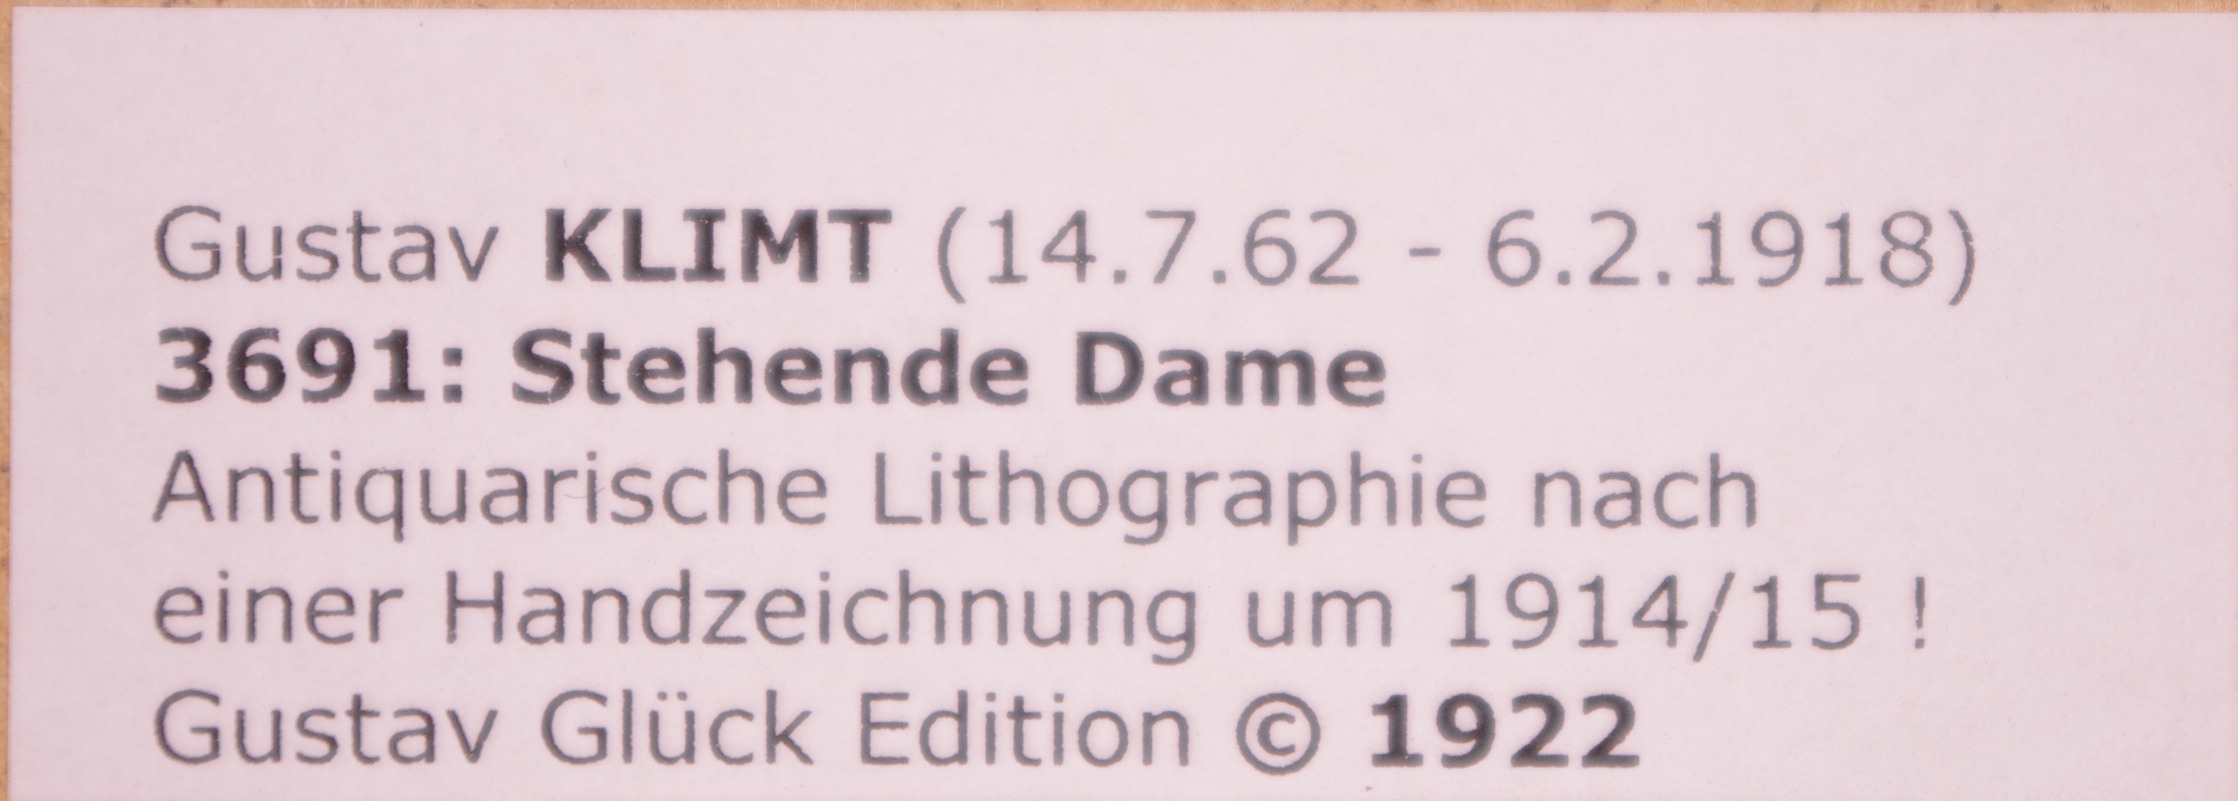 Gustav KLIMT (14.7.62 - 6.2.1918)
3691: Stehende Dame
Antiquarische Lithographie nach
einer Handzeichnung um 1914/15 !
Gustav Glück Edition © 1922